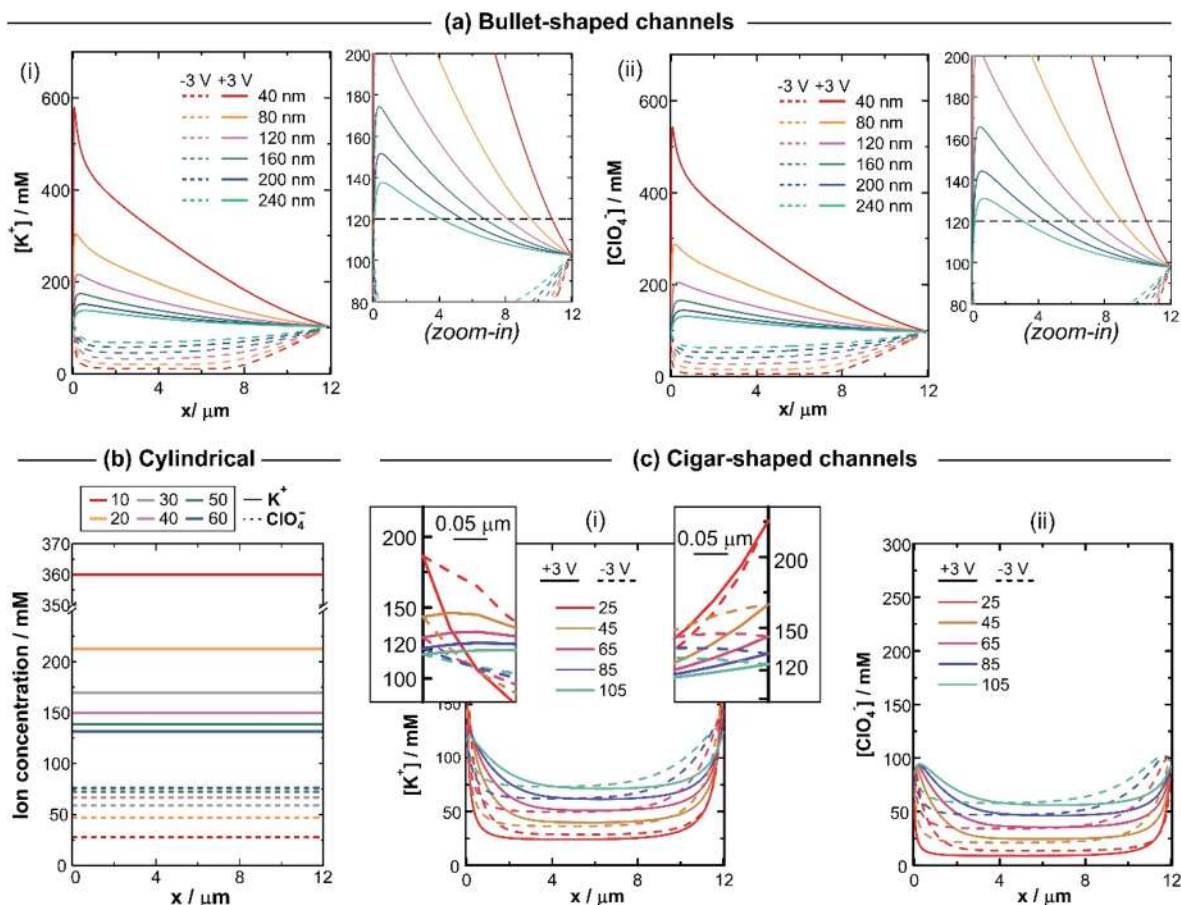 (a) Bullet-shaped channels
(i)
[K⁺] / mM
600
400
200
0
0 4 8 12
x/ μm
-3 V +3 V
40 nm
80 nm
120 nm
160 nm
200 nm
240 nm
200
180
160
140
120
100
80
0 4 8 12
(zoom-in)
(ii)
[ClO₄⁻] / mM
600
400
200
0
0 4 8 12
x/ μm
-3 V +3 V
40 nm
80 nm
120 nm
160 nm
200 nm
240 nm
200
180
160
140
120
100
80
0 4 8 12
(zoom-in)
(b) Cylindrical
10 30 50 K⁺
20 40 60 ClO₄⁻
Ion concentration / mM
370
360
350
250
200
150
100
50
0
0 4 8 12
x / μm
(c) Cigar-shaped channels
(i)
200
150
120
100
0.05 μm
0.05 μm
200
150
120
+3 V -3 V
25
45
65
85
105
[K⁺] / mM
150
125
100
75
50
25
0
0 4 8 12
x / μm
(ii)
[ClO₄⁻] / mM
300
250
200
150
100
50
0
+3 V -3 V
25
45
65
85
105
0 4 8 12
x / μm